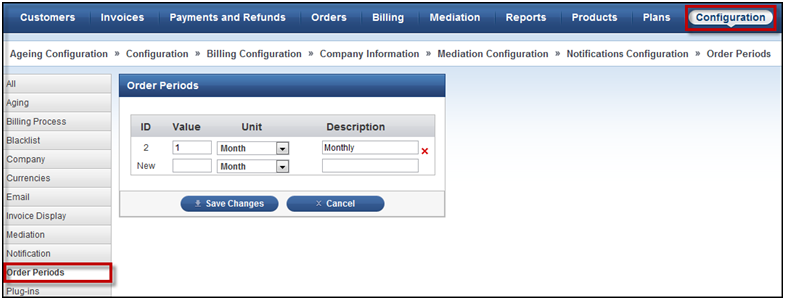 Customers Invoices Payments and Refunds Orders Billing Mediation Reports Products Plans Configuration
Ageing Configuration » Configuration » Billing Configuration » Company Information » Mediation Configuration » Notifications Configuration » Order Periods
All
Aging
Billing Process
Blacklist
Company
Currencies
Email
Invoice Display
Mediation
Notification
Order Periods
Plug-ins
Order Periods
ID Value Unit Description
2 1 Month Monthly
New Month
Save Changes Cancel